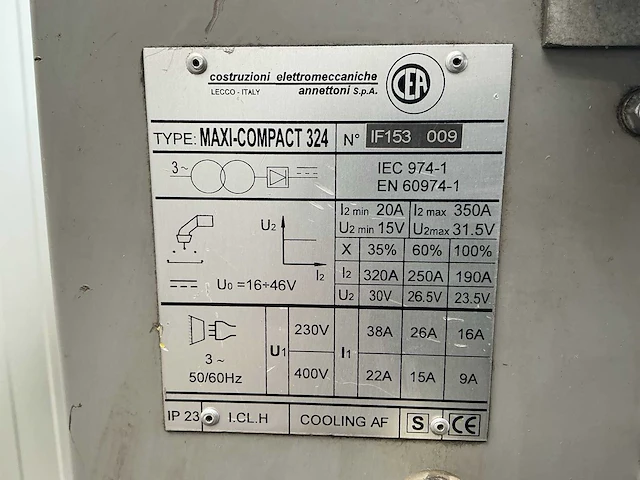 costruzioni elettromeccaniche
LECCO - ITALY annettoni S.p.A.
CEA
TYPE: MAXI-COMPACT 324 N° IF153 009
3~
IEC 974-1
EN 60974-1
I2 min 20A I2 max 350A
U2 min 15V U2max 31.5V
U2
I2
X 35% 60% 100%
I2 320A 250A 190A
U0 =16÷46V
U2 30V 26.5V 23.5V
3~
50/60Hz
U1
230V
I1
38A 26A 16A
400V 22A 15A 9A
IP 23 I.CL.H COOLING AF S CE